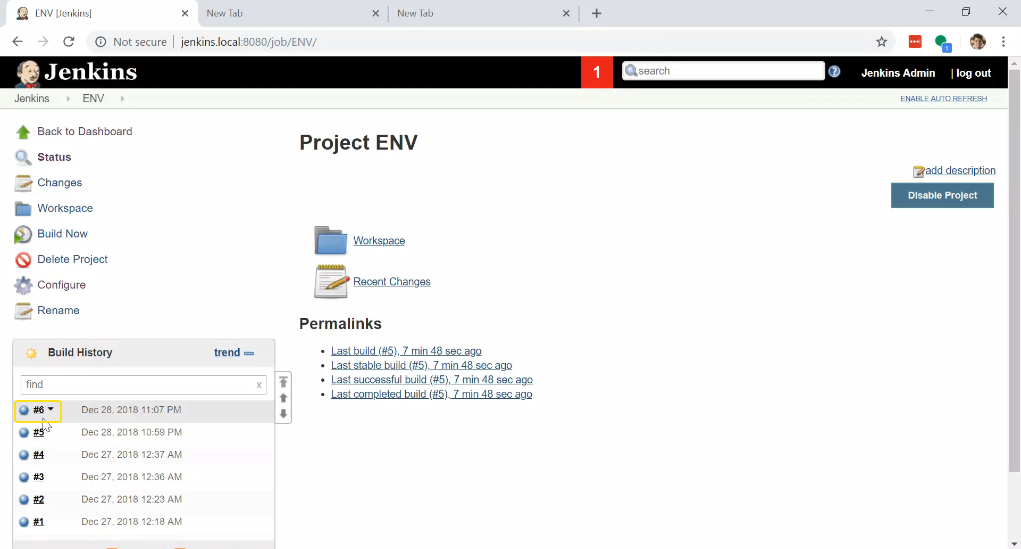 ENV [Jenkins]
New Tab
New Tab
Not secure | jenkins.local:8080/job/ENV/
1
Jenkins
1
search
Jenkins Admin | log out
Jenkins ENV
ENABLE AUTO REFRESH
Back to Dashboard
Status
Changes
Workspace
Build Now
Delete Project
Configure
Rename
Project ENV
add description
Disable Project
Workspace
Recent Changes
Permalinks
• Last build (#5), 7 min 48 sec ago
• Last stable build (#5), 7 min 48 sec ago
• Last successful build (#5), 7 min 48 sec ago
• Last completed build (#5), 7 min 48 sec ago
Build History trend
find x
#6 Dec 28, 2018 11:07 PM
#5 Dec 28, 2018 10:59 PM
#4 Dec 27, 2018 12:37 AM
#3 Dec 27, 2018 12:36 AM
#2 Dec 27, 2018 12:23 AM
#1 Dec 27, 2018 12:18 AM